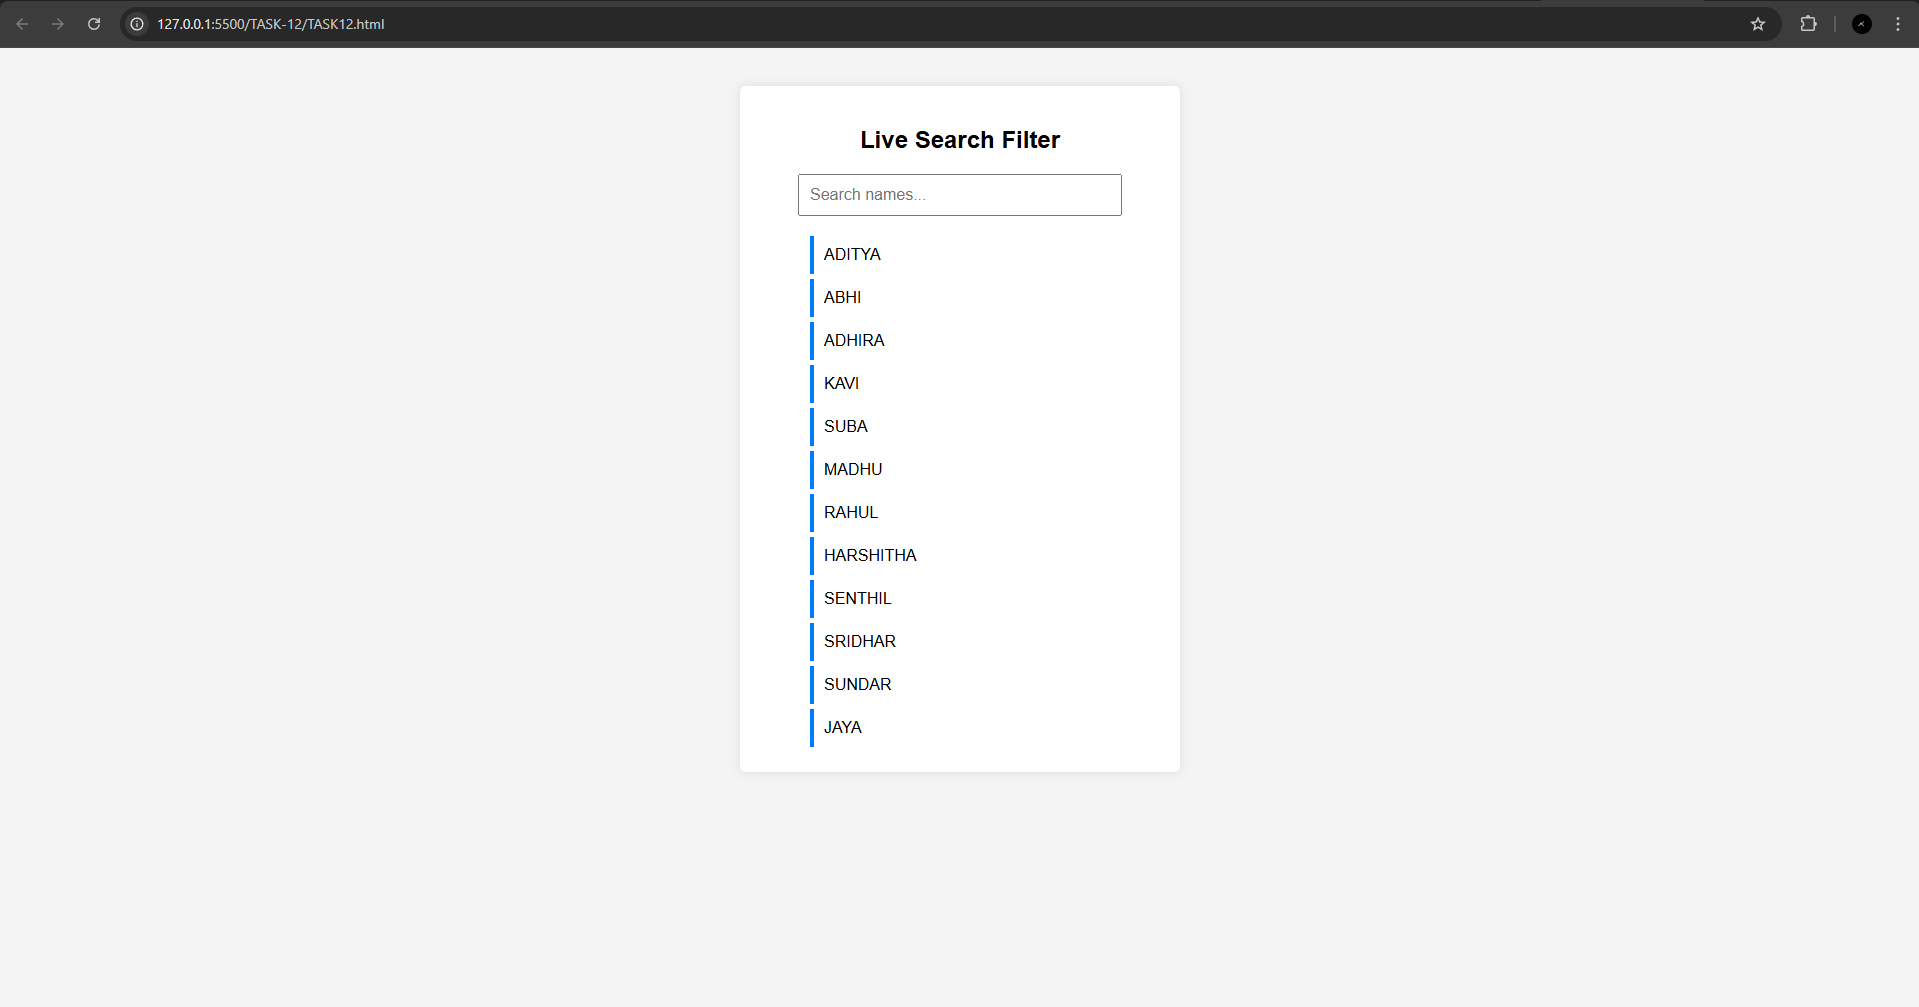 127.0.0.1:5500/TASK-12/TASK12.html
Live Search Filter
Search names...
ADITYA
ABHI
ADHIRA
KAVI
SUBA
MADHU
RAHUL
HARSHITHA
SENTHIL
SRIDHAR
SUNDAR
JAYA